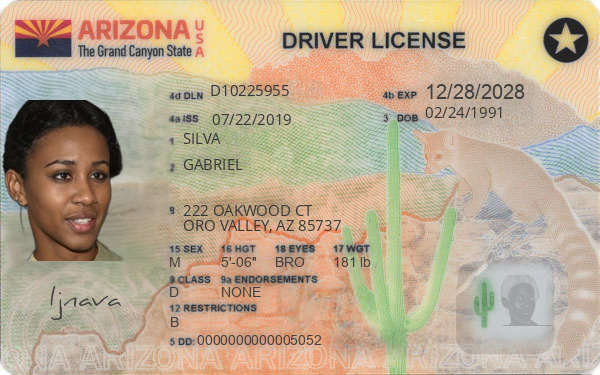 ARIZONA USA
The Grand Canyon State
DRIVER LICENSE
4d DLN D10225955
4b EXP 12/28/2028
4a ISS 07/22/2019
3 DOB 02/24/1991
1 SILVA
2 GABRIEL
8 222 OAKWOOD CT
ORO VALLEY, AZ 85737
15 SEX 16 HGT 18 EYES 17 WGT
M 5'-06" BRO 181 lb
9 CLASS 9a ENDORSEMENTS
D NONE
12 RESTRICTIONS
B
5 DD: 0000000000005052
ljnava
ARIZONA ARIZONA ARIZONA ARIZONA